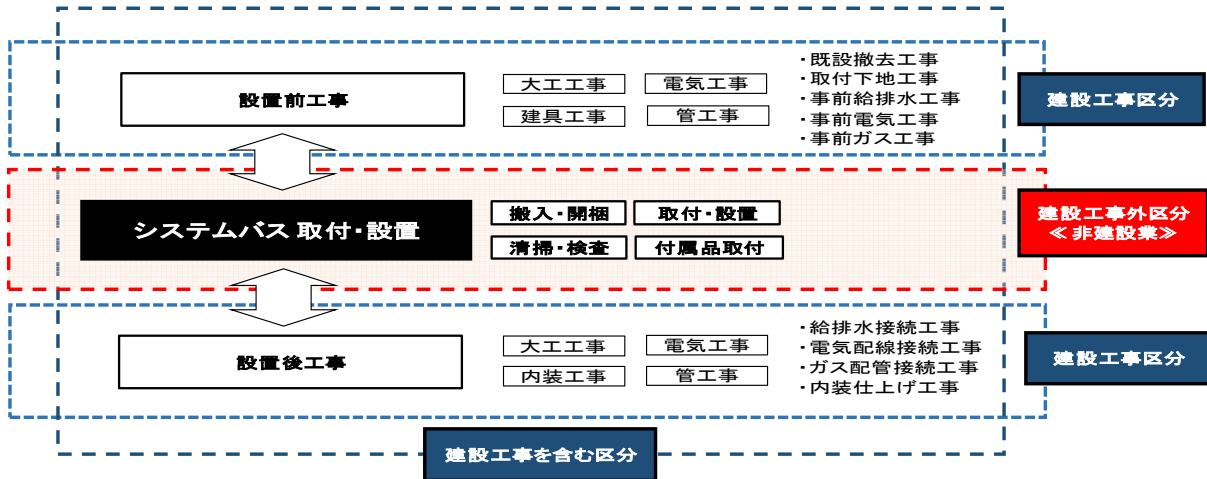 設置前工事
大工工事
電気工事
建具工事
管工事
・既設撤去工事
・取付下地工事
・事前給排水工事
・事前電気工事
・事前ガス工事
建設工事区分
システムバス 取付・設置
搬入・開梱
取付・設置
清掃・検査
付属品取付
建設工事外区分
≪非建設業≫
設置後工事
大工工事
電気工事
内装工事
管工事
・給排水接続工事
・電気配線接続工事
・ガス配管接続工事
・内装仕上げ工事
建設工事区分
建設工事を含む区分